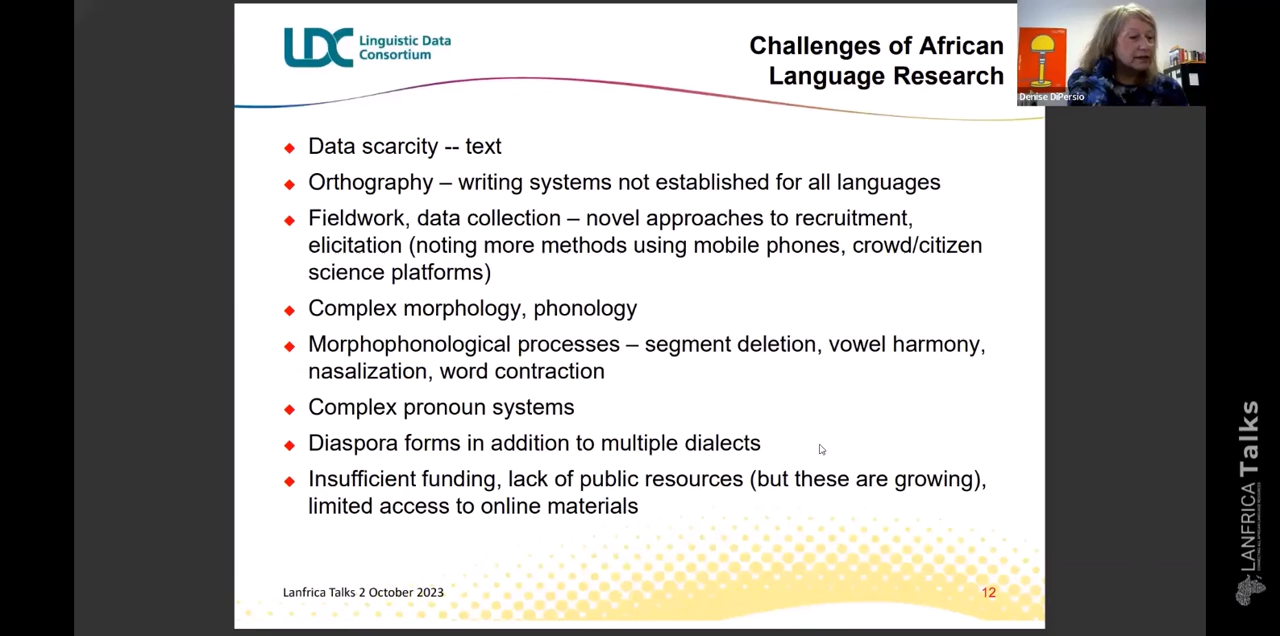 LDC Linguistic Data
Consortium
Challenges of African
Language Research
Denise DiPersio
◆ Data scarcity -- text
◆ Orthography – writing systems not established for all languages
◆ Fieldwork, data collection – novel approaches to recruitment,
elicitation (noting more methods using mobile phones, crowd/citizen
science platforms)
◆ Complex morphology, phonology
◆ Morphophonological processes – segment deletion, vowel harmony,
nasalization, word contraction
◆ Complex pronoun systems
◆ Diaspora forms in addition to multiple dialects
◆ Insufficient funding, lack of public resources (but these are growing),
limited access to online materials
Lanfrica Talks 2 October 2023
12
LANFRICA Talks